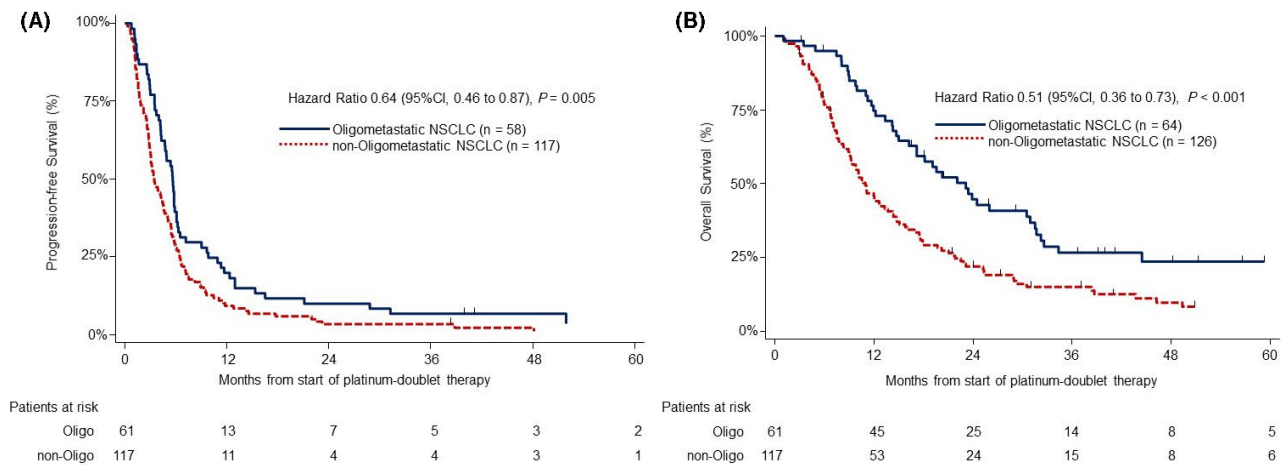 (A)
Progression-free Survival (%)
100%
75%
50%
25%
0%
Hazard Ratio 0.64 (95%CI, 0.46 to 0.87), P = 0.005
Oligometastatic NSCLC (n = 58)
non-Oligometastatic NSCLC (n = 117)
0 12 24 36 48 60
Months from start of platinum-doublet therapy
Patients at risk
Oligo 61 13 7 5 3 2
non-Oligo 117 11 4 4 3 1
(B)
Overall Survival (%)
100%
75%
50%
25%
0%
Hazard Ratio 0.51 (95%CI, 0.36 to 0.73), P < 0.001
Oligometastatic NSCLC (n = 64)
non-Oligometastatic NSCLC (n = 126)
0 12 24 36 48 60
Months from start of platinum-doublet therapy
Patients at risk
Oligo 61 45 25 14 8 5
non-Oligo 117 53 24 15 8 6